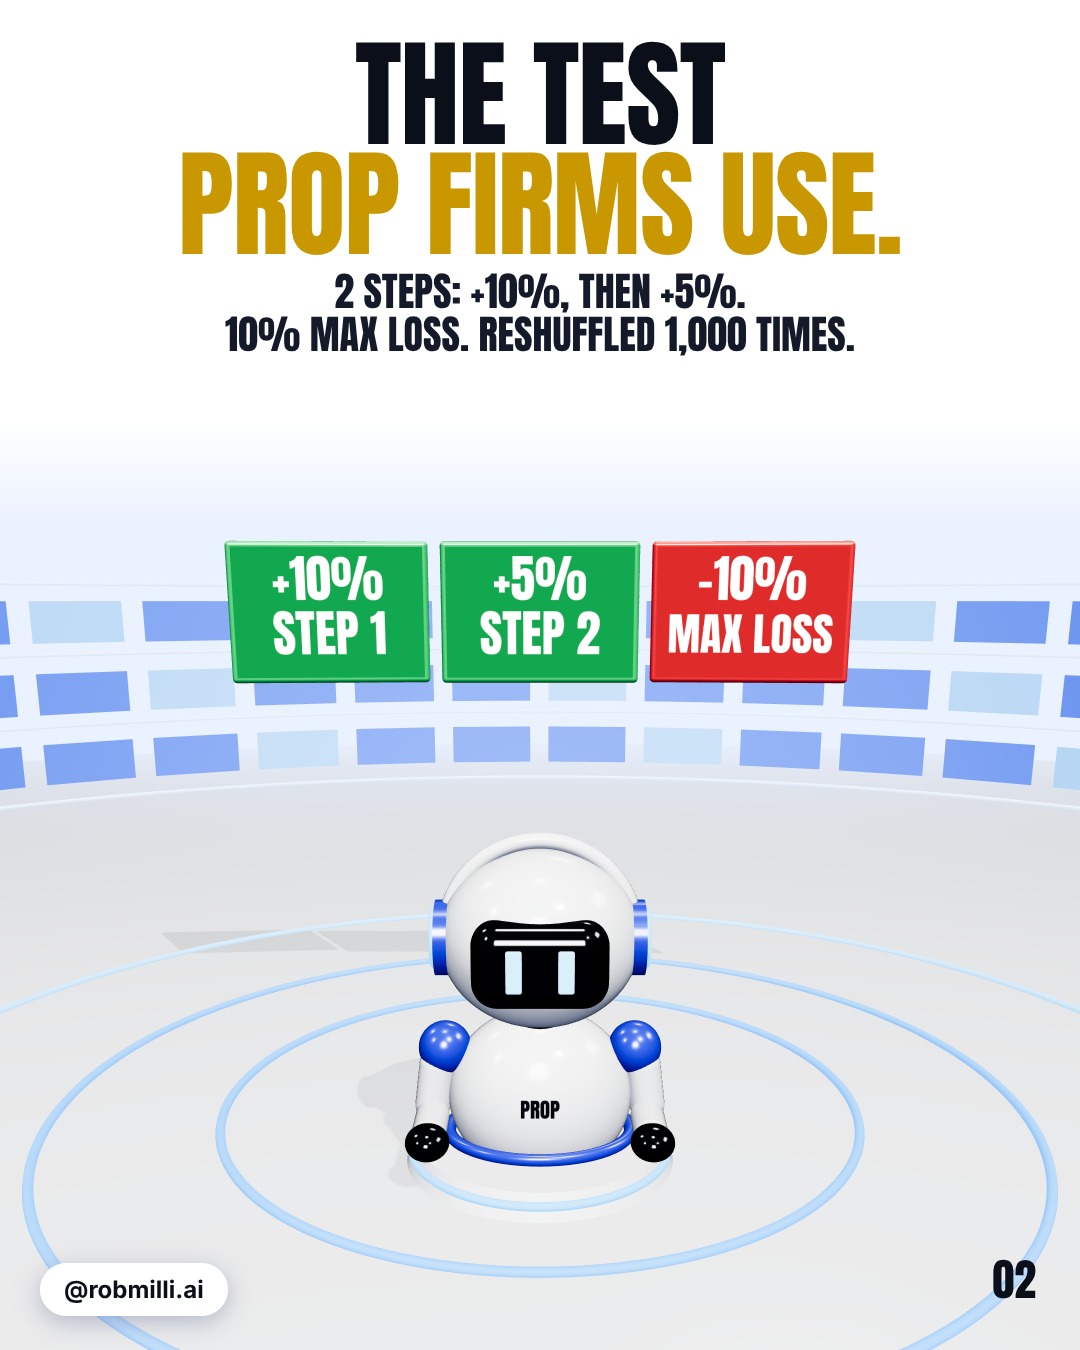 THE TEST
PROP FIRMS USE.
2 STEPS: +10%, THEN +5%.
10% MAX LOSS. RESHUFFLED 1,000 TIMES.
+10%
STEP 1
+5%
STEP 2
-10%
MAX LOSS
PROP
@robmilli.ai
02